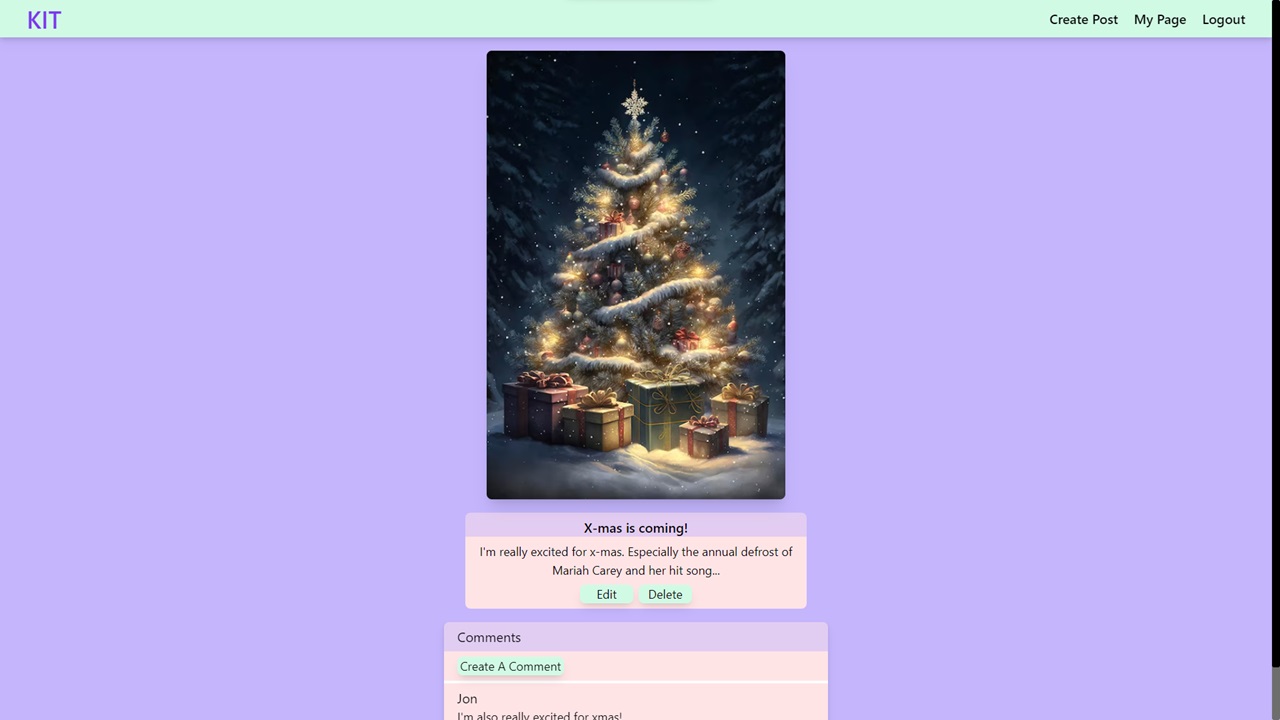 KIT
Create Post
My Page
Logout
X-mas is coming!
I'm really excited for x-mas. Especially the annual defrost of
Mariah Carey and her hit song...
Edit
Delete
Comments
Create A Comment
Jon
I'm also really excited for xmas!